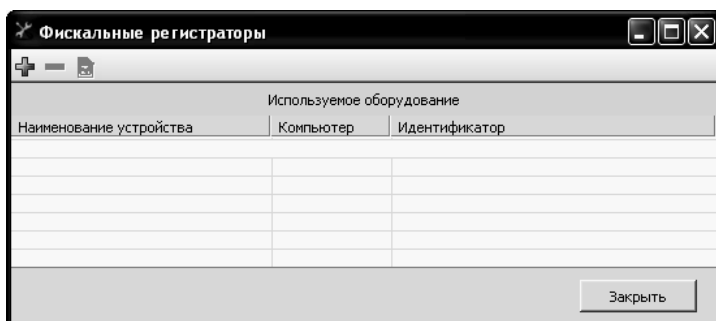 Фискальные регистраторы
Используемое оборудование
Наименование устройства Компьютер Идентификатор
Закрыть